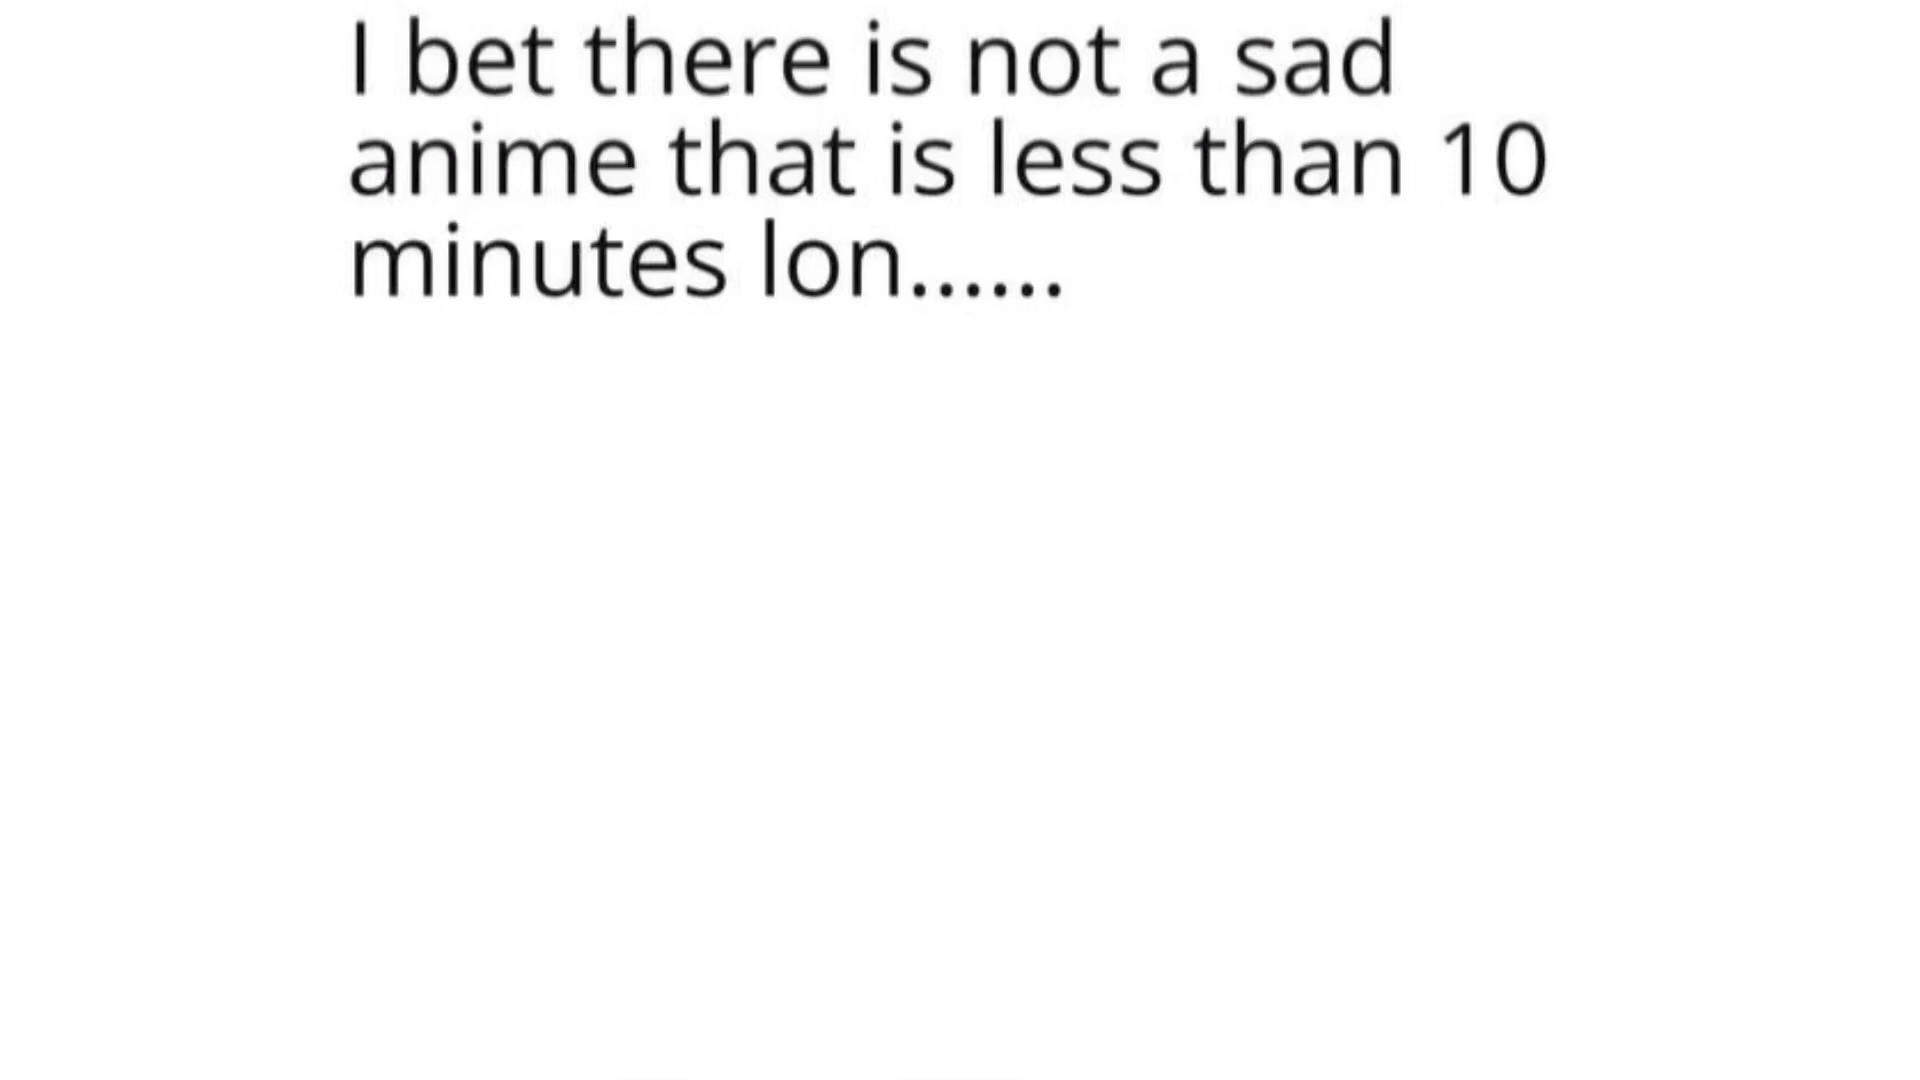 I bet there is not a sad
anime that is less than 10
minutes lon......